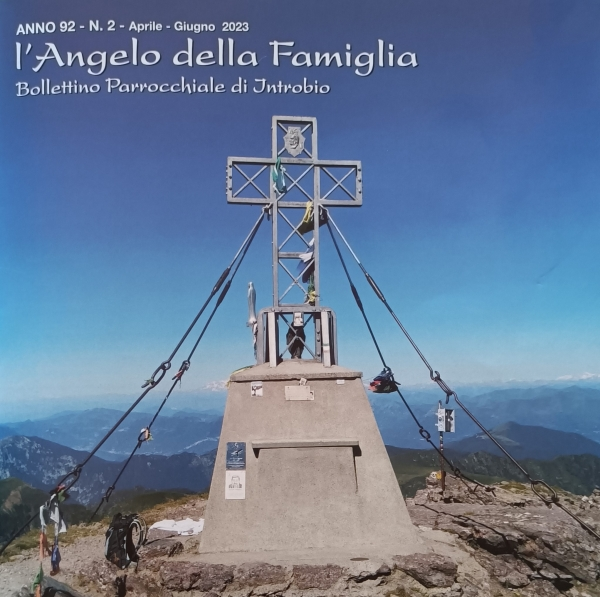 ANNO 92 - N. 2 - Aprile - Giugno 2023
l'Angelo della Famiglia
Bollettino Parrocchiale di Introbio